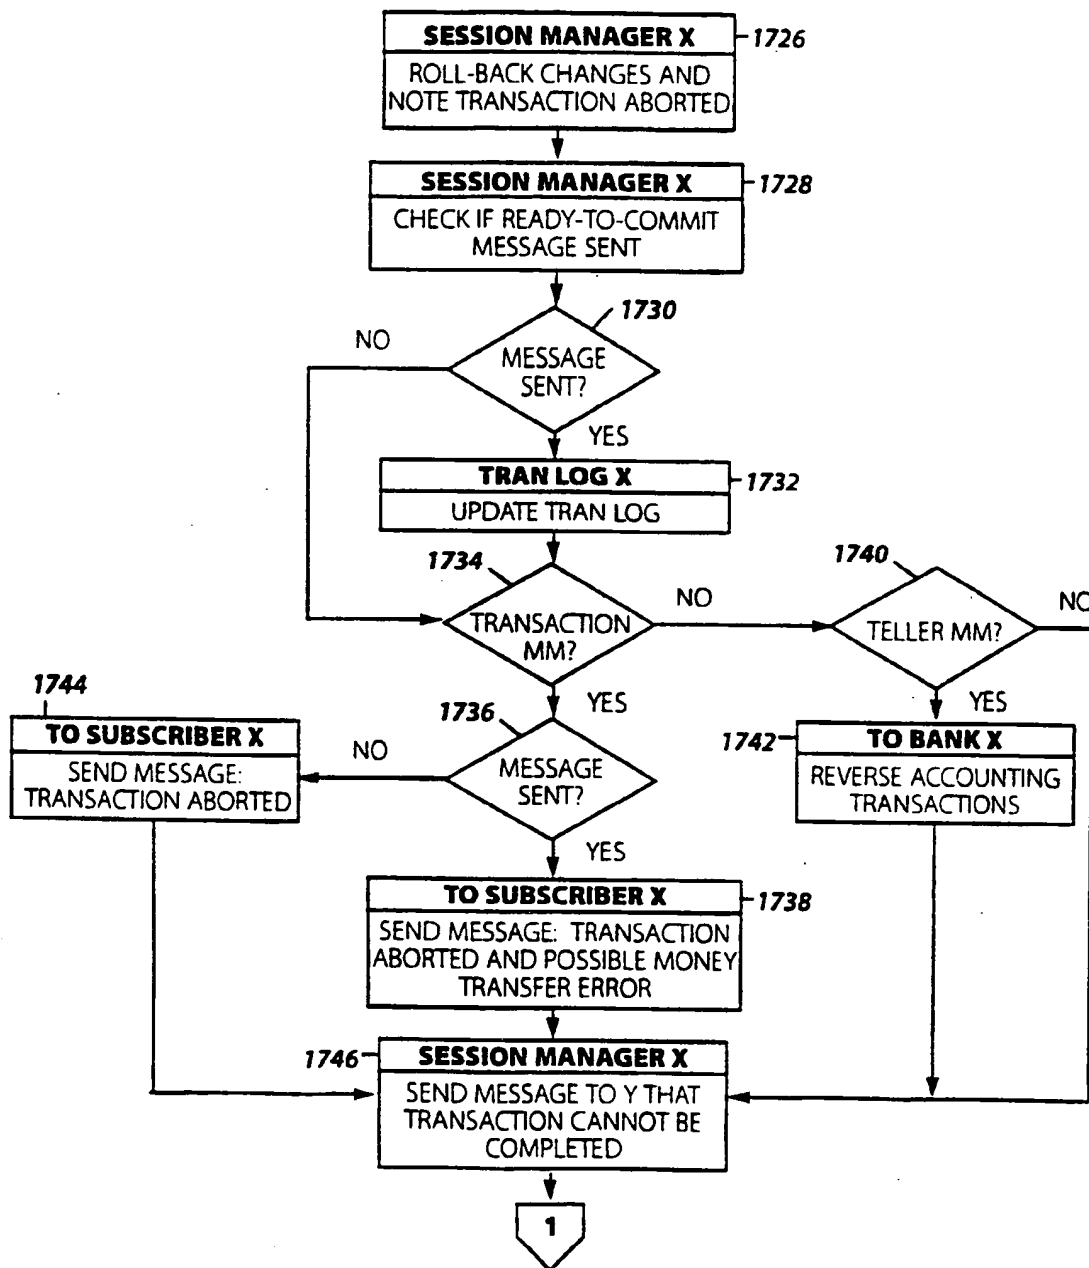 SESSION MANAGER X
1726
ROLL-BACK CHANGES AND
NOTE TRANSACTION ABORTED
SESSION MANAGER X
1728
CHECK IF READY-TO-COMMIT
MESSAGE SENT
1730
NO
MESSAGE
SENT?
YES
TRAN LOG X
1732
UPDATE TRAN LOG
1734
1740
TRANSACTION
MM?
NO
TELLER MM?
NO
1744
1736
YES
YES
TO SUBSCRIBER X
SEND MESSAGE:
TRANSACTION ABORTED
NO
MESSAGE
SENT?
1742
TO BANK X
REVERSE ACCOUNTING
TRANSACTIONS
YES
TO SUBSCRIBER X
1738
SEND MESSAGE: TRANSACTION
ABORTED AND POSSIBLE MONEY
TRANSFER ERROR
1746
SESSION MANAGER X
SEND MESSAGE TO Y THAT
TRANSACTION CANNOT BE
COMPLETED
1